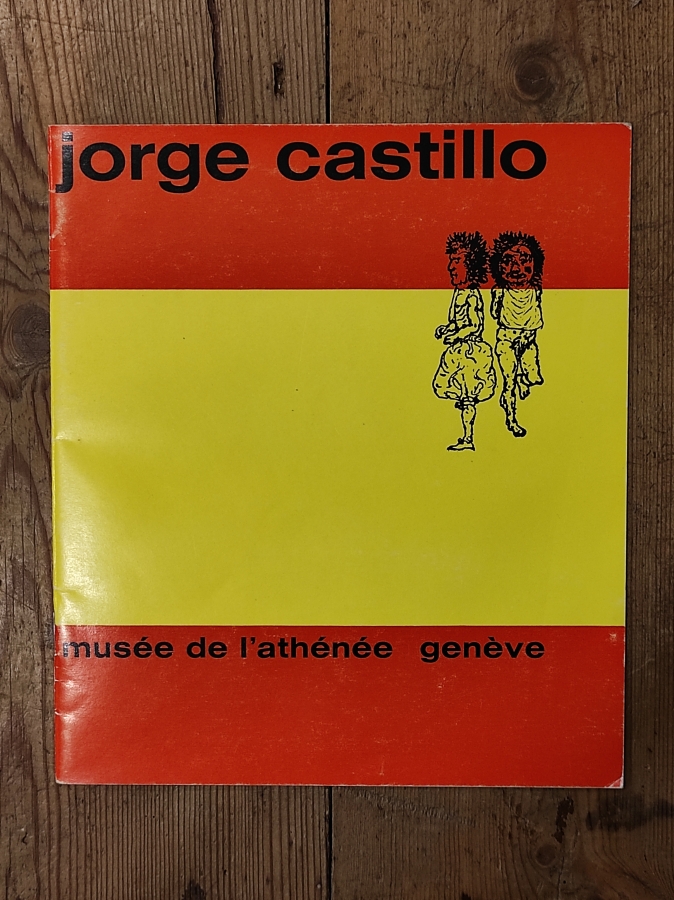 jorge castillo
musée de l'athénée genève